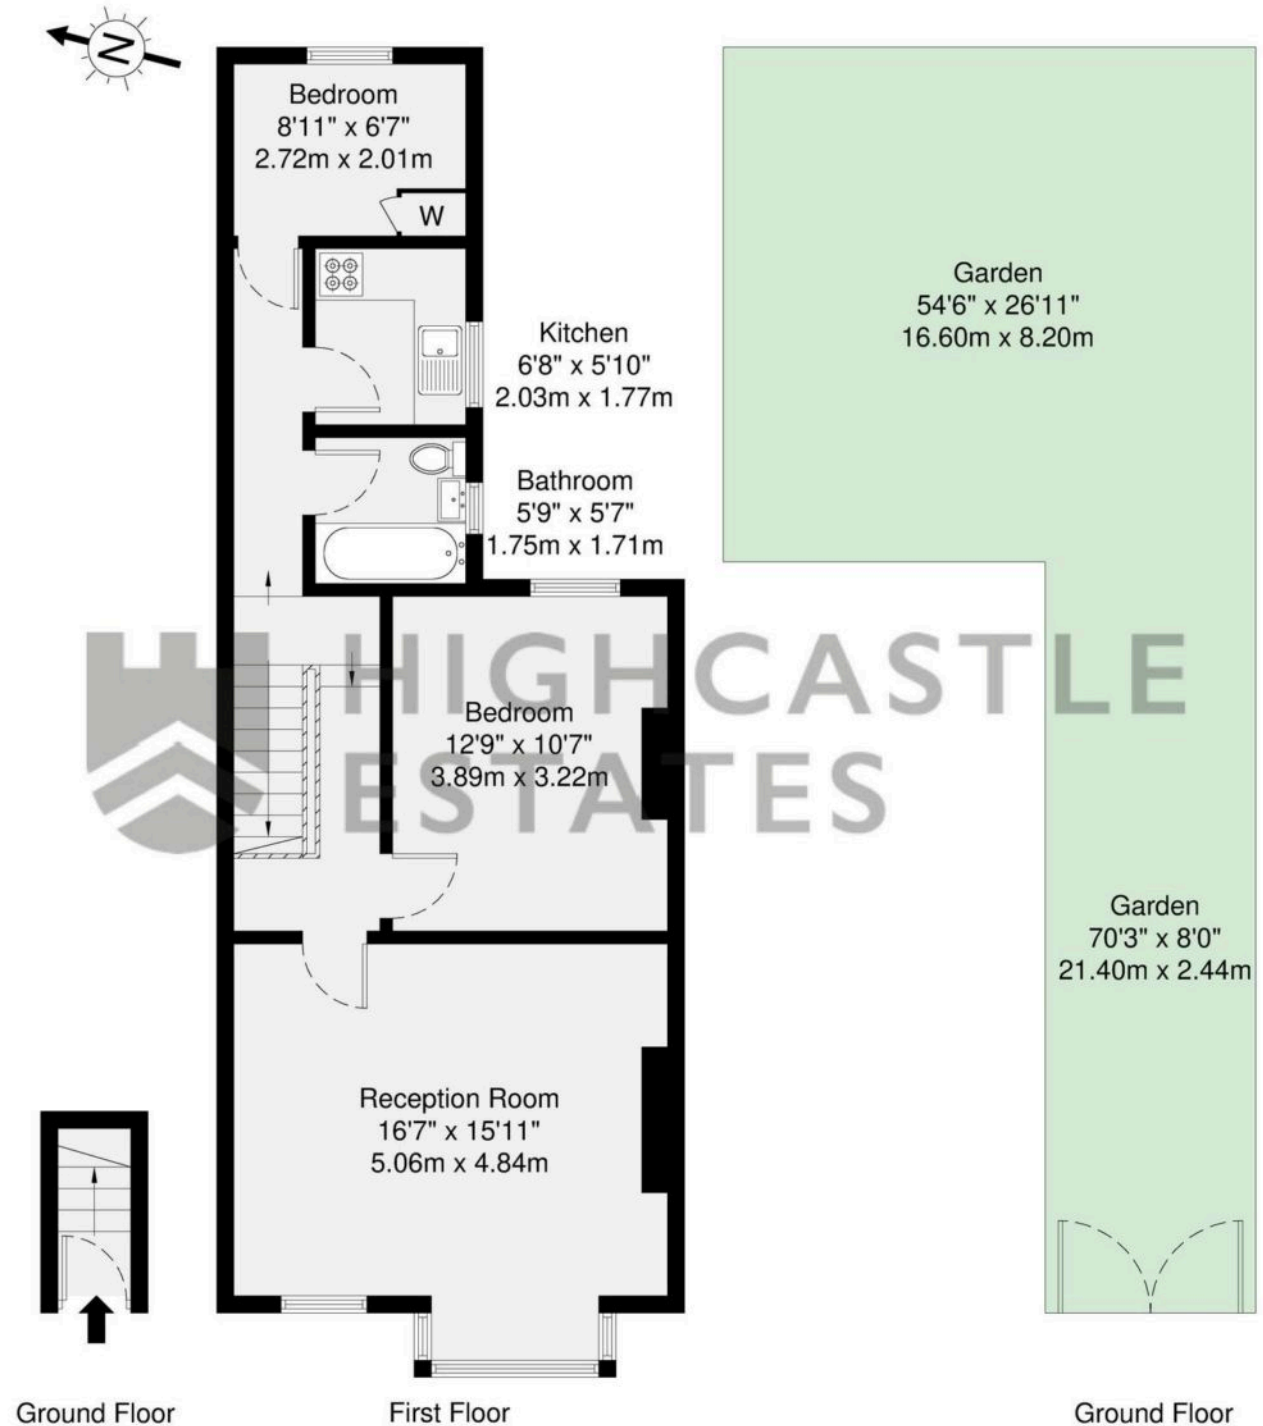 N
Bedroom
8'11" x 6'7"
2.72m x 2.01m
W
Kitchen
6'8" x 5'10"
2.03m x 1.77m
Bathroom
5'9" x 5'7"
1.75m x 1.71m
Garden
54'6" x 26'11"
16.60m x 8.20m
HIGHCASTLE
ESTATES
Bedroom
12'9" x 10'7"
3.89m x 3.22m
Garden
70'3" x 8'0"
21.40m x 2.44m
Reception Room
16'7" x 15'11"
5.06m x 4.84m
Ground Floor
First Floor
Ground Floor